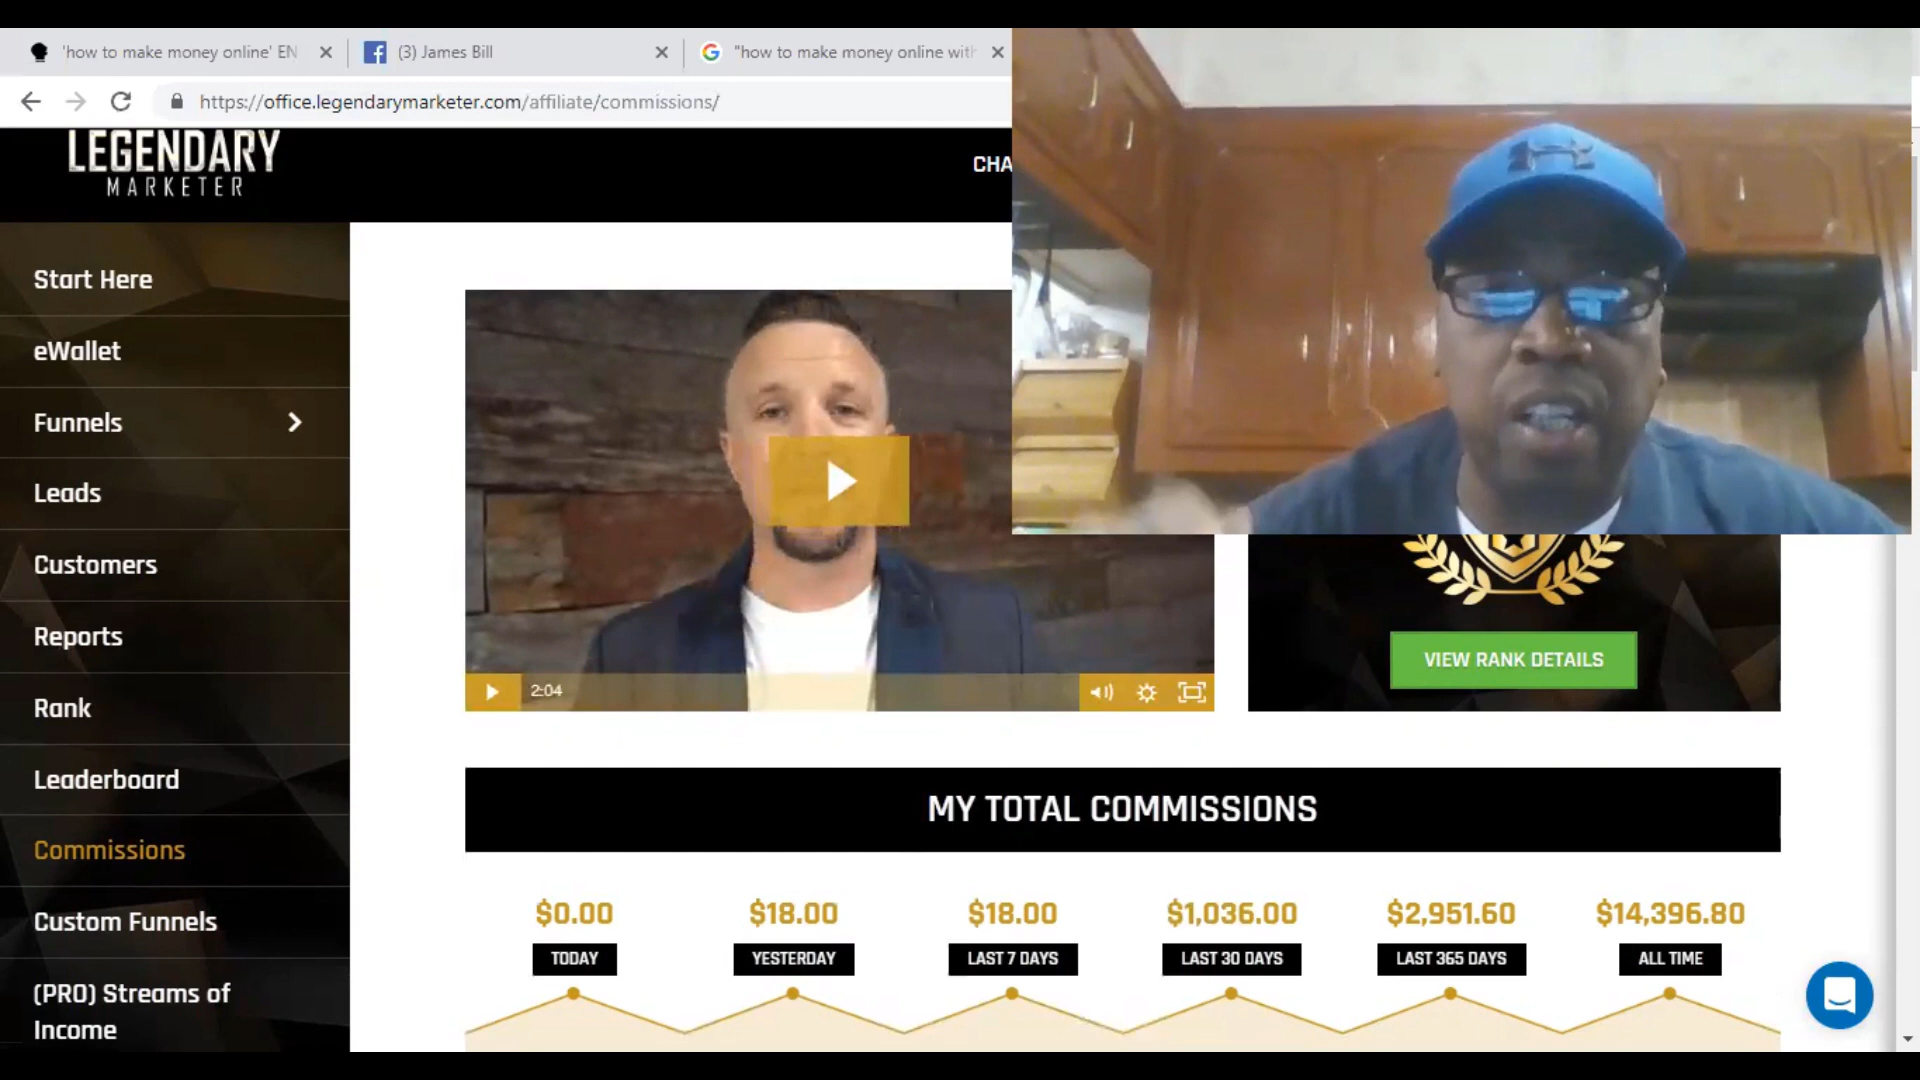 'how to make money online' EN
(3) James Bill
"how to make money online with
https://office.legendarymarketer.com/affiliate/commissions/
LEGENDARY
MARKETER
CHA
Start Here
eWallet
Funnels
Leads
Customers
Reports
Rank
Leaderboard
Commissions
Custom Funnels
(PRO) Streams of
Income
2:04
VIEW RANK DETAILS
MY TOTAL COMMISSIONS
$0.00 $18.00 $18.00 $1,036.00 $2,951.60 $14,396.80
TODAY YESTERDAY LAST 7 DAYS LAST 30 DAYS LAST 365 DAYS ALL TIME